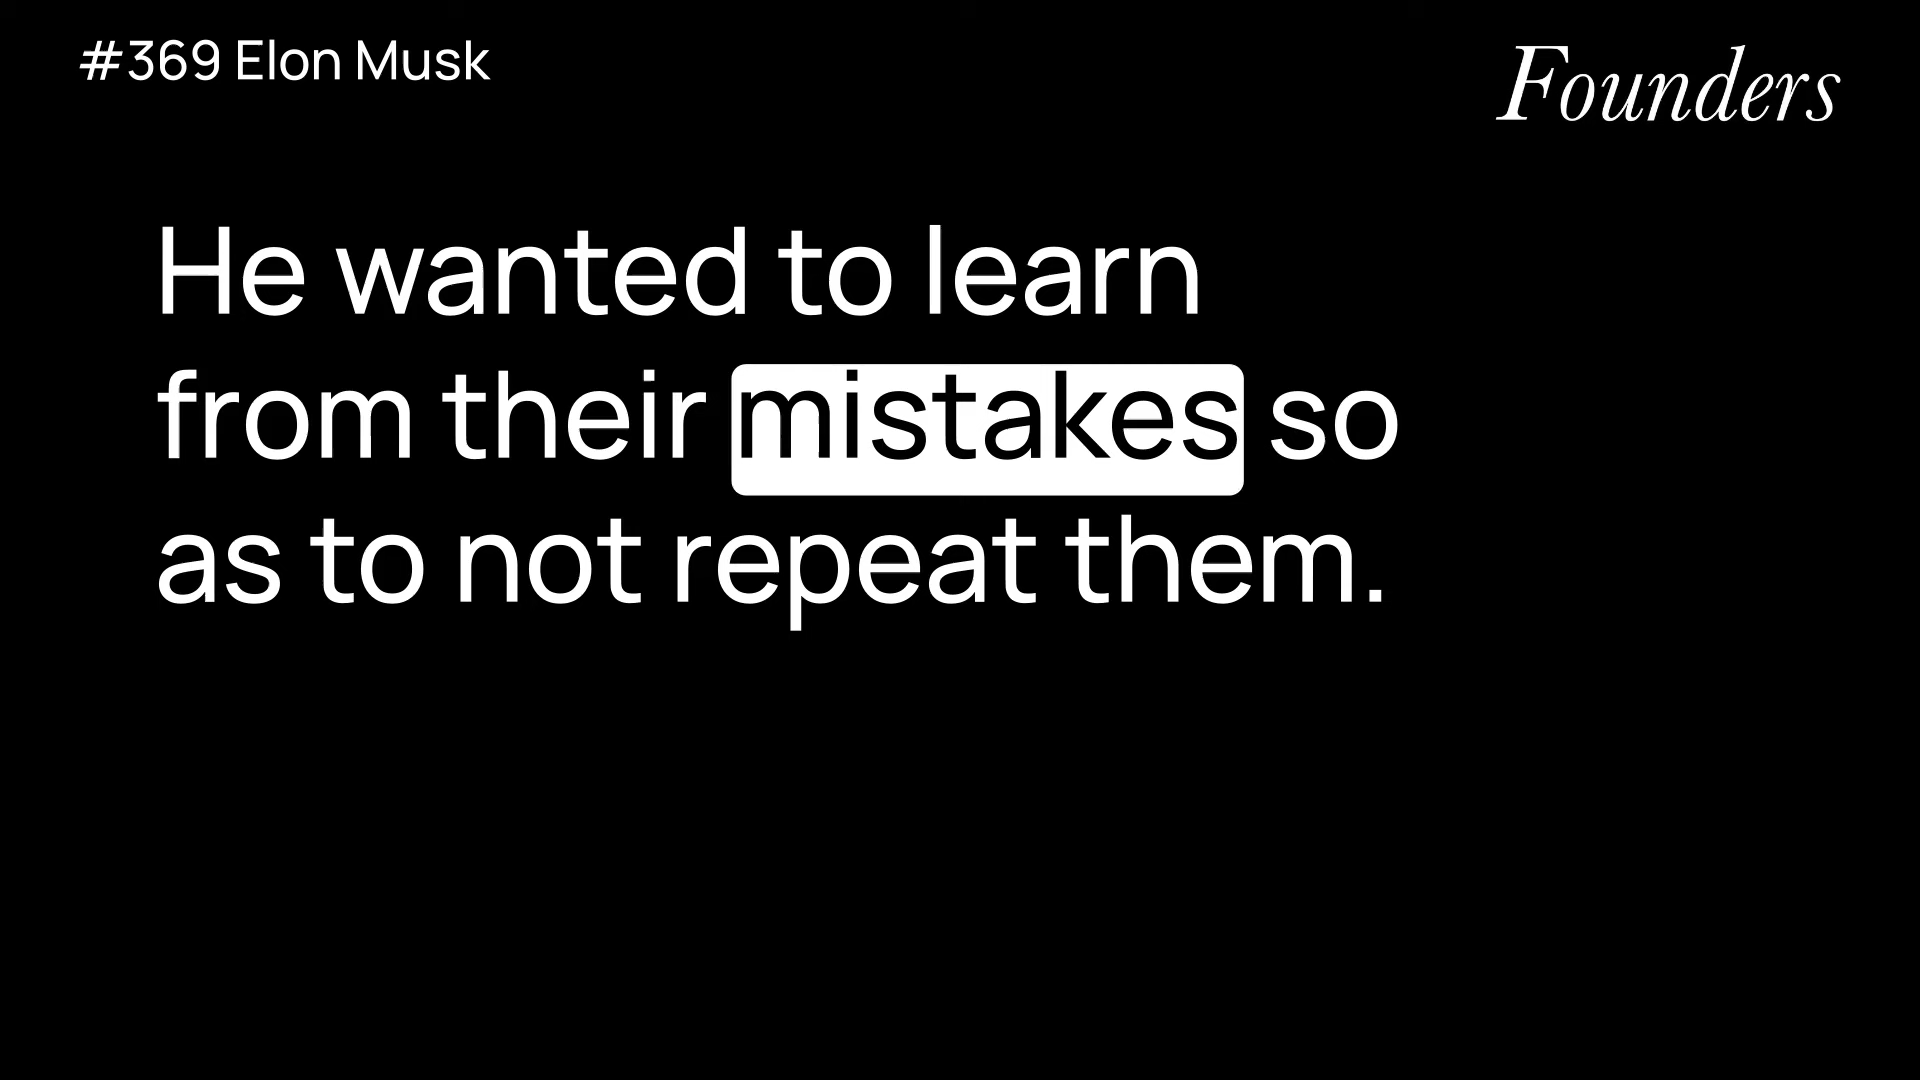 #369 Elon Musk
Founders
He wanted to learn
from their mistakes so
as to not repeat them.